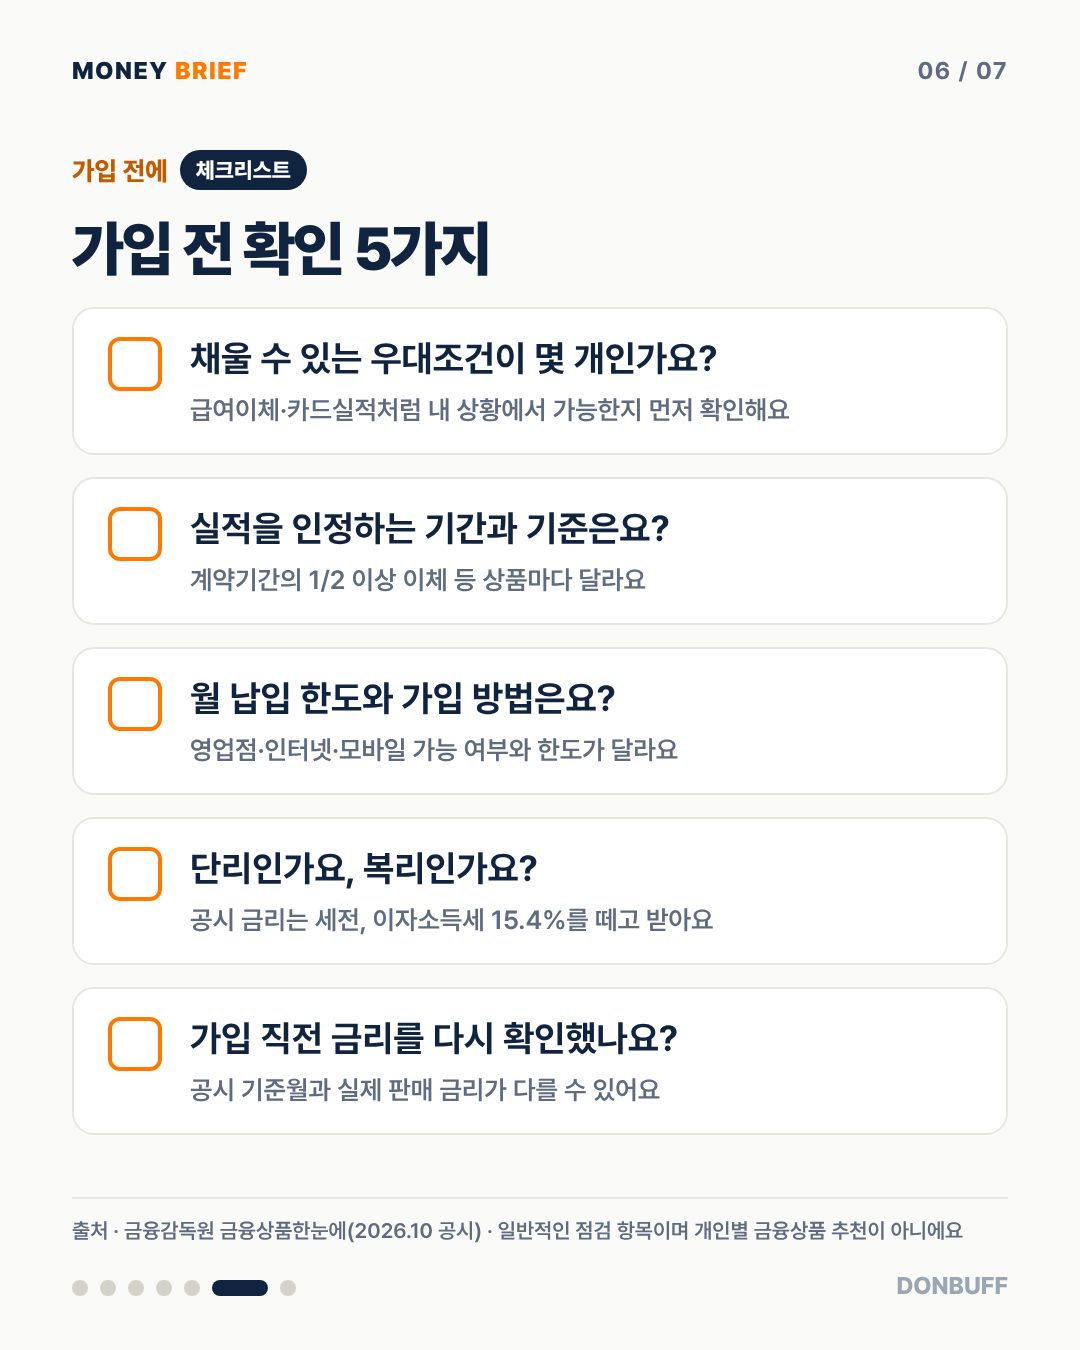 MONEY BRIEF
06 / 07
가입 전에 체크리스트
가입 전 확인 5가지
채울 수 있는 우대조건이 몇 개인가요?
급여이체·카드실적처럼 내 상황에서 가능한지 먼저 확인해요
실적을 인정하는 기간과 기준은요?
계약기간의 1/2 이상 이체 등 상품마다 달라요
월 납입 한도와 가입 방법은요?
영업점·인터넷·모바일 가능 여부와 한도가 달라요
단리인가요, 복리인가요?
공시 금리는 세전, 이자소득세 15.4%를 떼고 받아요
가입 직전 금리를 다시 확인했나요?
공시 기준월과 실제 판매 금리가 다를 수 있어요
출처 · 금융감독원 금융상품한눈에(2026.10 공시) · 일반적인 점검 항목이며 개인별 금융상품 추천이 아니에요
DONBUFF